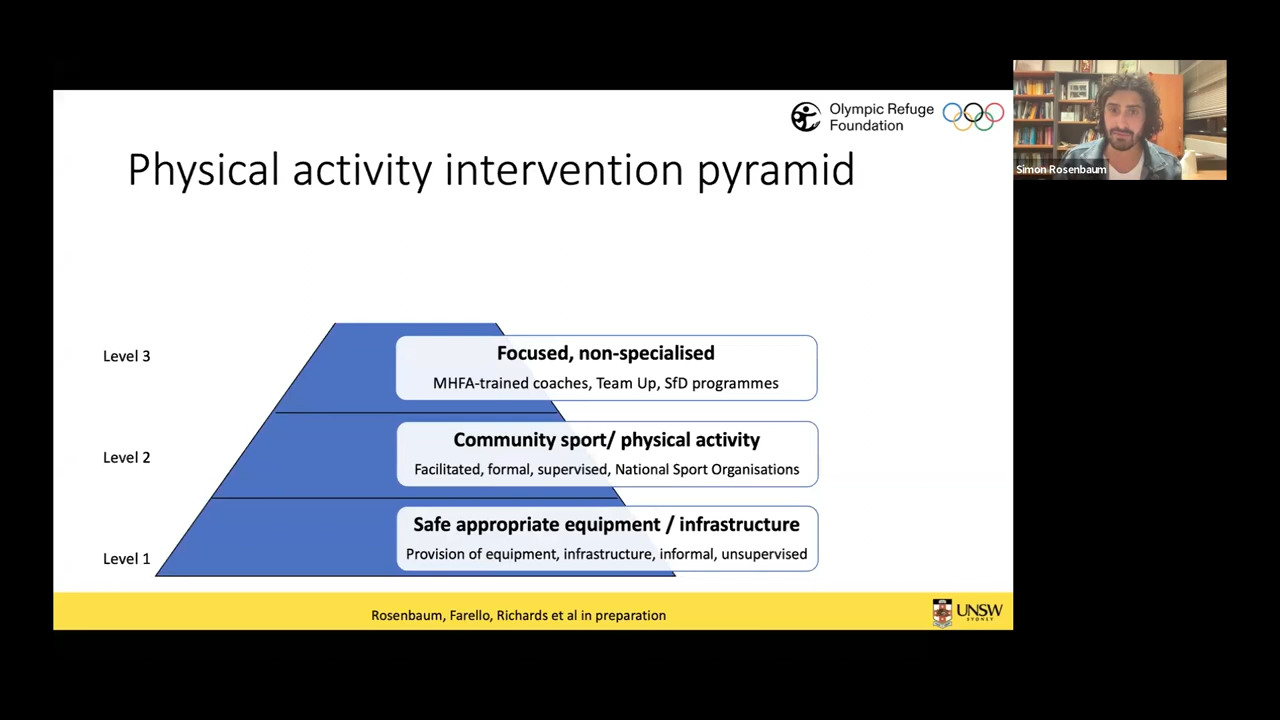 Olympic Refuge
Foundation
Physical activity intervention pyramid
Simon Rosenbaum
Level 3
Focused, non-specialised
MHFA-trained coaches, Team Up, SfD programmes
Level 2
Community sport/ physical activity
Facilitated, formal, supervised, National Sport Organisations
Level 1
Safe appropriate equipment / infrastructure
Provision of equipment, infrastructure, informal, unsupervised
Rosenbaum, Farello, Richards et al in preparation
UNSW
SYDNEY